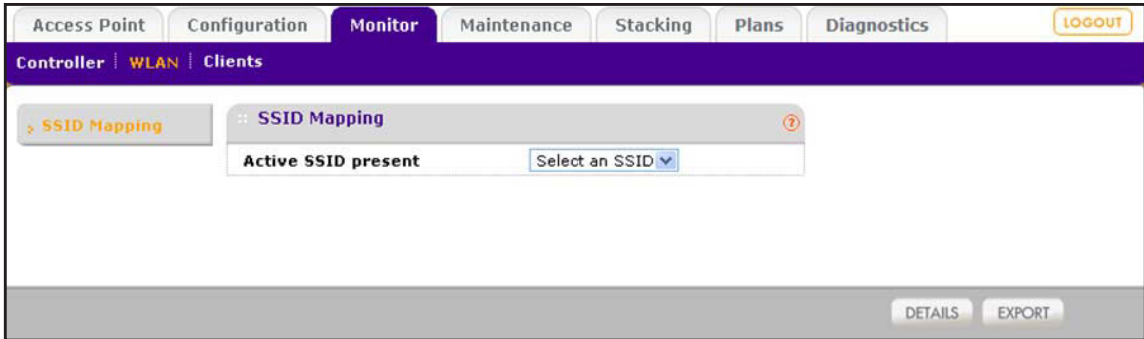 Access Point Configuration Monitor Maintenance Stacking Plans Diagnostics LOGOUT
Controller WLAN Clients
SSID Mapping
SSID Mapping ?
Active SSID present Select an SSID
DETAILS EXPORT